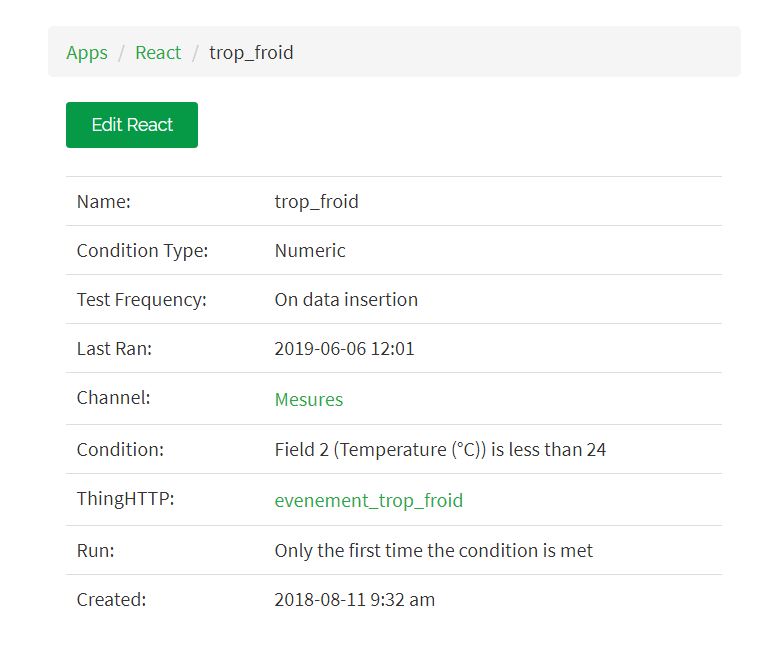 Apps / React / trop_froid
Edit React
Name: trop_froid
Condition Type: Numeric
Test Frequency: On data insertion
Last Ran: 2019-06-06 12:01
Channel: Mesures
Condition: Field 2 (Temperature (°C)) is less than 24
ThingHTTP: evenement_trop_froid
Run: Only the first time the condition is met
Created: 2018-08-11 9:32 am